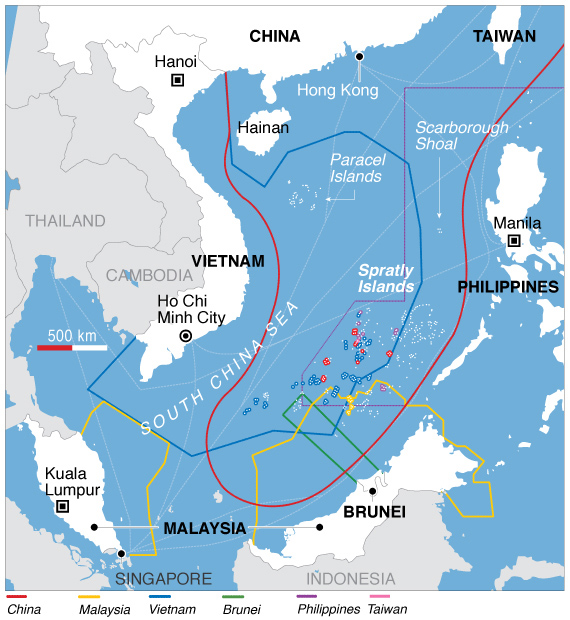 CHINA
TAIWAN
Hanoi
Hong Kong
Hainan
Scarborough
Shoal
Paracel
Islands
THAILAND
Manila
VIETNAM
CAMBODIA
Spratly
Islands
PHILIPPINES
Ho Chi
Minh City
500 km
SOUTH CHINA SEA
Kuala
Lumpur
BRUNEI
MALAYSIA
SINGAPORE
INDONESIA
China
Malaysia
Vietnam
Brunei
Philippines
Taiwan